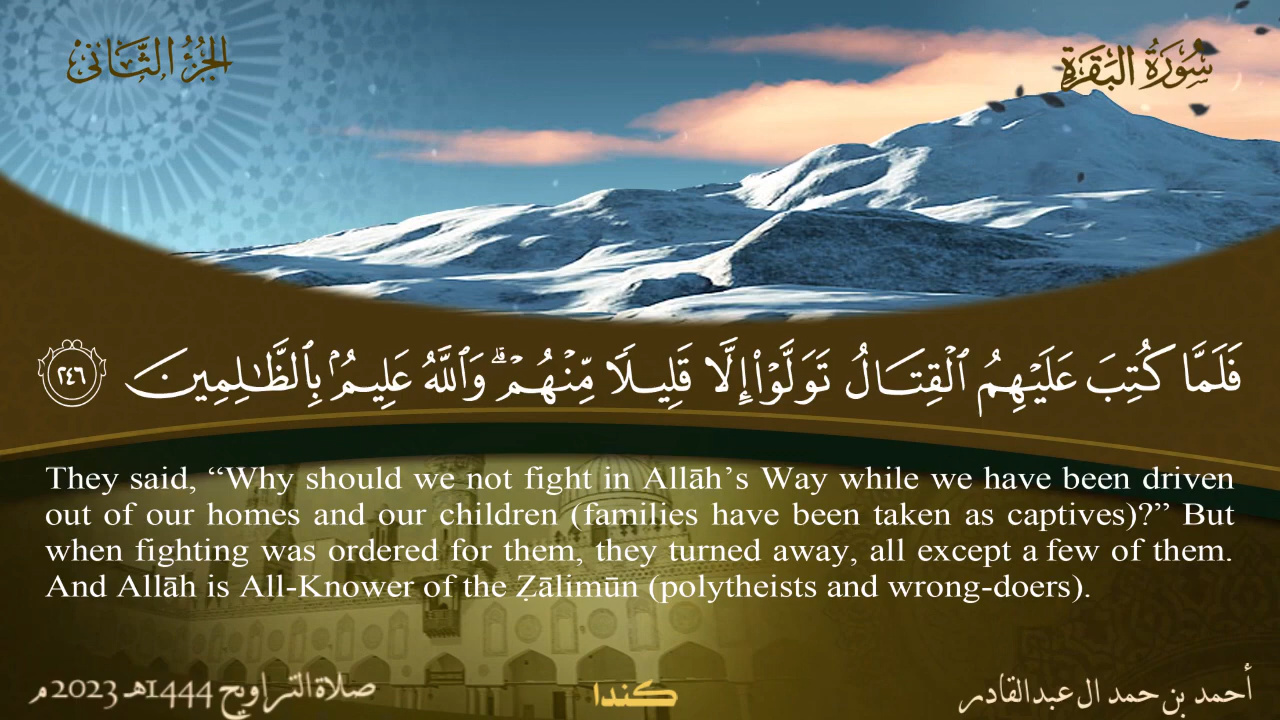 سُورَةُ البَقَرَةِ
الجُزْءُ الثَّانِي
فَلَمَّا كُتِبَ عَلَيْهِمُ ٱلْقِتَالُ تَوَلَّوْا۟ إِلَّا قَلِيلًا مِّنْهُمْ ۗ وَٱللَّهُ عَلِيمٌۢ بِٱلظَّٰلِمِينَ ٢٤٦
They said, “Why should we not fight in Allāh’s Way while we have been driven
out of our homes and our children (families have been taken as captives)?” But
when fighting was ordered for them, they turned away, all except a few of them.
And Allāh is All-Knower of the Ẓālimūn (polytheists and wrong-doers).
أحمد بن حمد ال عبدالقادر
كندا
صلاة التراويح 1444هـ 2023م